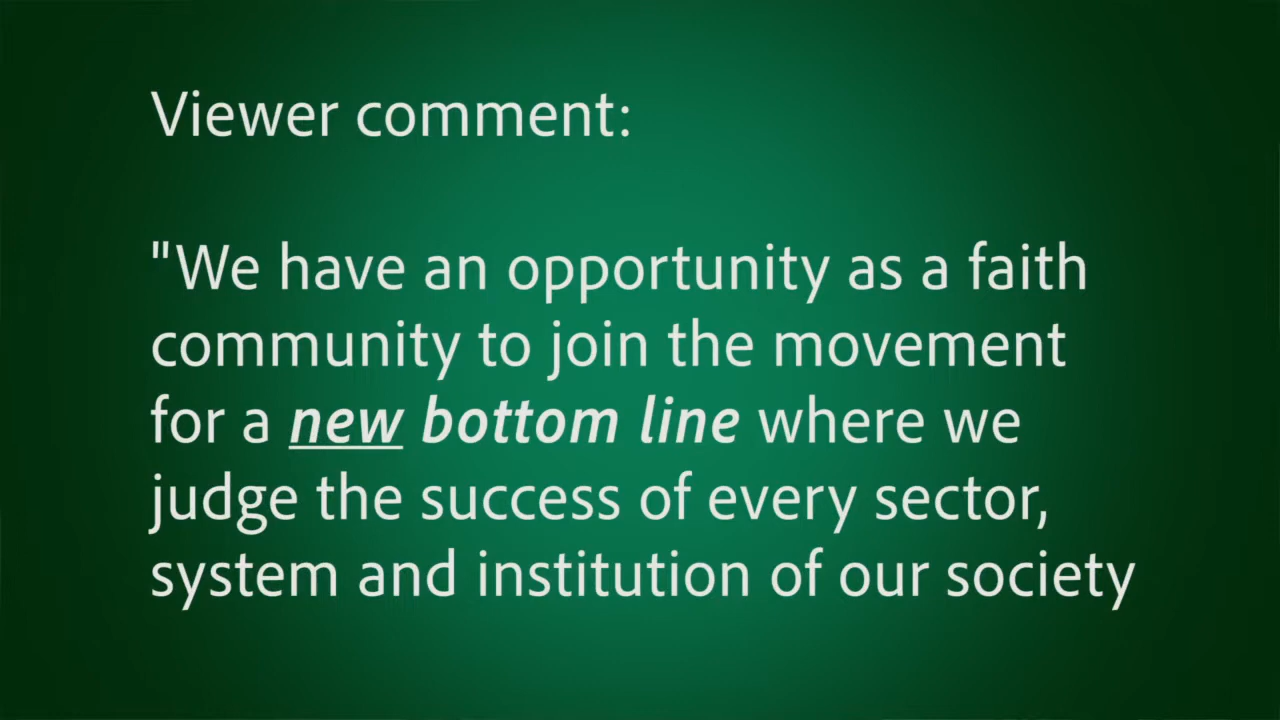 Viewer comment:
"We have an opportunity as a faith
community to join the movement
for a new bottom line where we
judge the success of every sector,
system and institution of our society